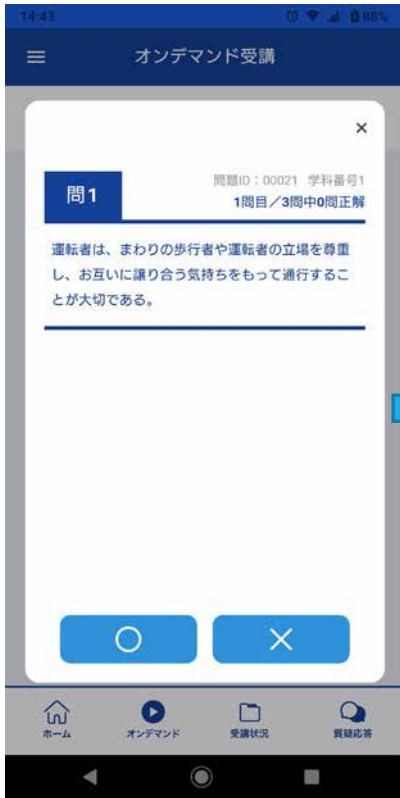 14:43
88%
オンデマンド受講
×
問題ID:00021 学科番号1
問1
1問目/3問中0問正解
運転者は、まわりの歩行者や運転者の立場を尊重
し、お互いに譲り合う気持ちをもって通行するこ
とが大切である。
ホーム オンデマンド 受講状況 質疑応答